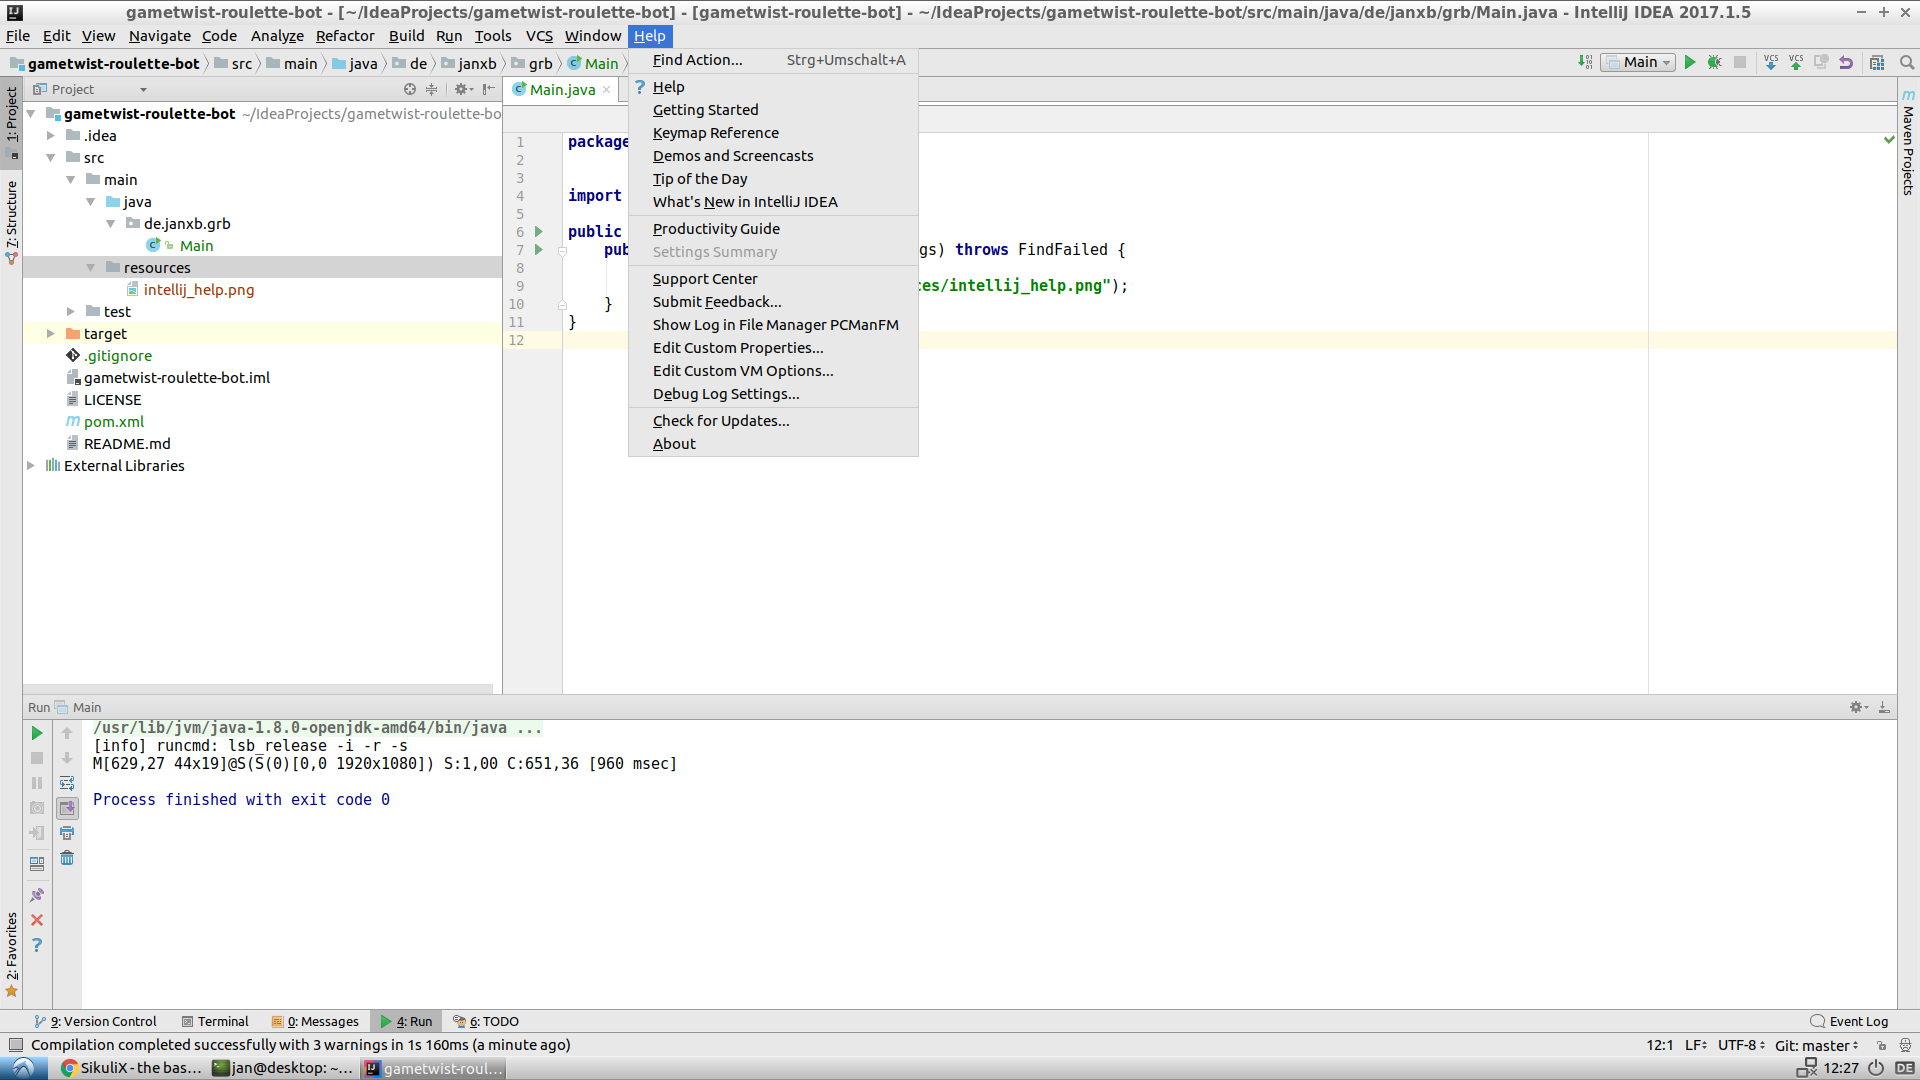 gametwist-roulette-bot - [~/IdeaProjects/gametwist-roulette-bot] - [gametwist-roulette-bot] - ~/IdeaProjects/gametwist-roulette-bot/src/main/java/de/janxb/grb/Main.java - IntelliJ IDEA 2017.1.5
File Edit View Navigate Code Analyze Refactor Build Run Tools VCS Window Help
gametwist-roulette-bot src main java de janxb grb Main
Main
Project
Main.java
1: Project
7: Structure
2: Favorites
Maven Projects
gametwist-roulette-bot ~/IdeaProjects/gametwist-roulette-bo
.idea
src
main
java
de.janxb.grb
Main
resources
intellij_help.png
test
target
.gitignore
gametwist-roulette-bot.iml
LICENSE
pom.xml
README.md
External Libraries
Find Action... Strg+Umschalt+A
Help
Getting Started
Keymap Reference
Demos and Screencasts
Tip of the Day
What's New in IntelliJ IDEA
Productivity Guide
Settings Summary
Support Center
Submit Feedback...
Show Log in File Manager PCManFM
Edit Custom Properties...
Edit Custom VM Options...
Debug Log Settings...
Check for Updates...
About
1 package
2
3
4 import
5
6 public
7 pub gs) throws FindFailed {
8
9 ces/intellij_help.png");
10 }
11 }
12
Run Main
/usr/lib/jvm/java-1.8.0-openjdk-amd64/bin/java ...
[info] runcmd: lsb_release -i -r -s
M[629,27 44x19]@S(S(0)[0,0 1920x1080]) S:1,00 C:651,36 [960 msec]
Process finished with exit code 0
9: Version Control Terminal 0: Messages 4: Run 6: TODO Event Log
Compilation completed successfully with 3 warnings in 1s 160ms (a minute ago) 12:1 LF UTF-8 Git: master
SikuliX - the bas... jan@desktop: ~... gametwist-roul... 12:27 DE